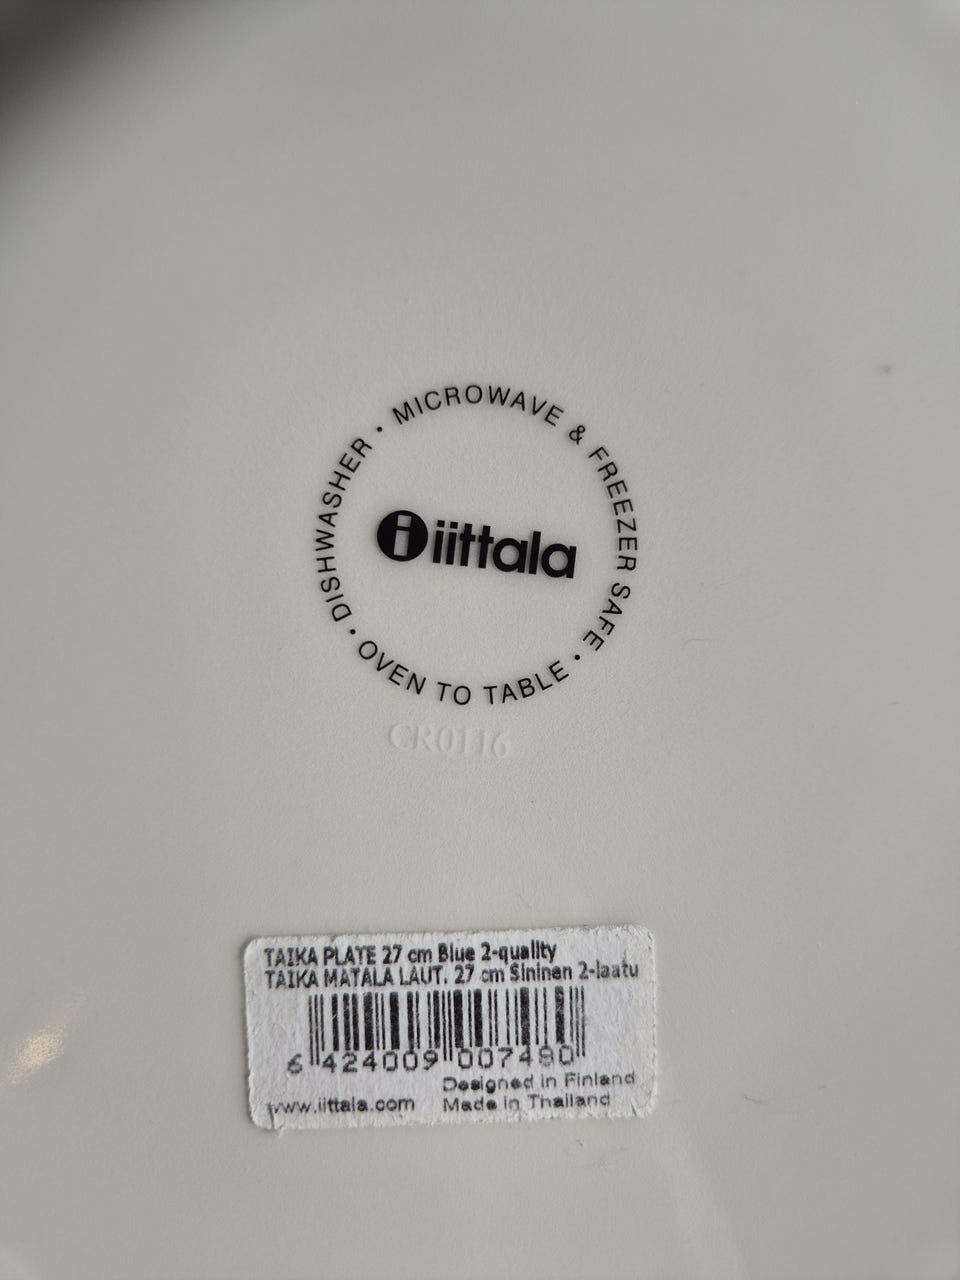 DISHWASHER • MICROWAVE & FREEZER SAFE • OVEN TO TABLE •
i iittala
CR0116
TAIKA PLATE 27 cm Blue 2-quality
TAIKA MATALA LAUT. 27 cm Sininen 2-laatu
6 424009 007480
Designed in Finland
www.iittala.com Made in Thailand